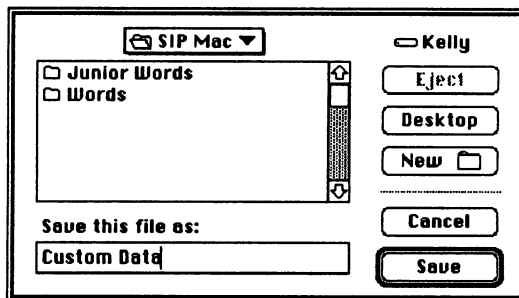 SIP Mac
Junior Words
Words
Save this file as:
Custom Data
Kelly
Eject
Desktop
New
Cancel
Save